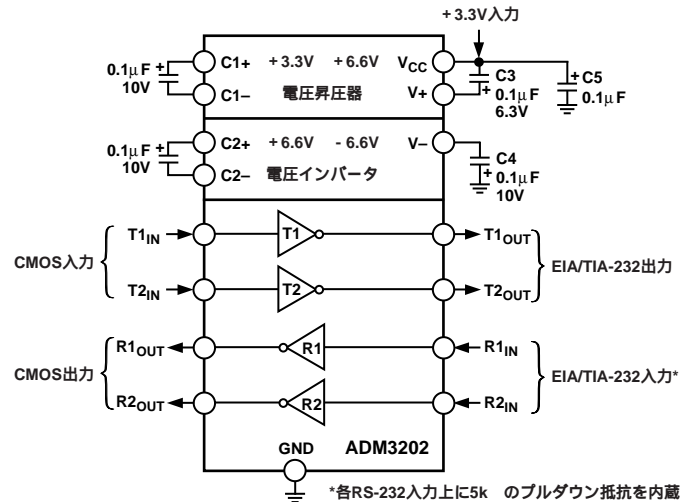 +3.3V入力
0.1μF
10V
C1+ +3.3V +6.6V VCC
C1– 電圧昇圧器 V+
C3
0.1μF
6.3V
C5
0.1μF
0.1μF
10V
C2+ +6.6V -6.6V V–
C2– 電圧インバータ
C4
0.1μF
10V
CMOS入力
T1IN T1 T1OUT
T2IN T2 T2OUT
EIA/TIA-232出力
CMOS出力
R1OUT R1 R1IN
R2OUT R2 R2IN
EIA/TIA-232入力*
GND ADM3202
*各RS-232入力上に5k のプルダウン抵抗を内蔵